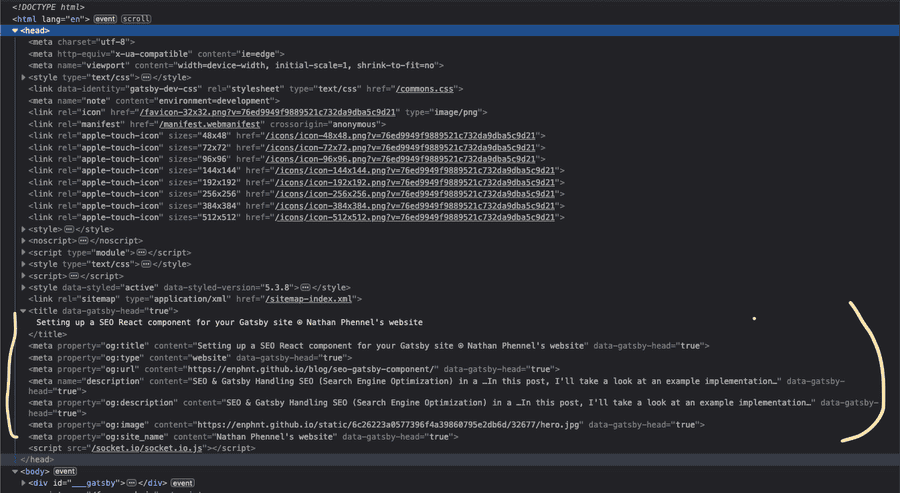 <!DOCTYPE html>
<html lang="en"> event scroll
<head>
<meta charset="utf-8">
<meta http-equiv="x-ua-compatible" content="ie=edge">
<meta name="viewport" content="width=device-width, initial-scale=1, shrink-to-fit=no">
<style type="text/css"> ... </style>
<link data-identity="gatsby-dev-css" rel="stylesheet" type="text/css" href="/commons.css">
<meta name="note" content="environment=development">
<link rel="icon" href="/favicon-32x32.png?v=76ed9949f9889521c732da9dba5c9d21" type="image/png">
<link rel="manifest" href="/manifest.webmanifest" crossorigin="anonymous">
<link rel="apple-touch-icon" sizes="48x48" href="/icons/icon-48x48.png?v=76ed9949f9889521c732da9dba5c9d21">
<link rel="apple-touch-icon" sizes="72x72" href="/icons/icon-72x72.png?v=76ed9949f9889521c732da9dba5c9d21">
<link rel="apple-touch-icon" sizes="96x96" href="/icons/icon-96x96.png?v=76ed9949f9889521c732da9dba5c9d21">
<link rel="apple-touch-icon" sizes="144x144" href="/icons/icon-144x144.png?v=76ed9949f9889521c732da9dba5c9d21">
<link rel="apple-touch-icon" sizes="192x192" href="/icons/icon-192x192.png?v=76ed9949f9889521c732da9dba5c9d21">
<link rel="apple-touch-icon" sizes="256x256" href="/icons/icon-256x256.png?v=76ed9949f9889521c732da9dba5c9d21">
<link rel="apple-touch-icon" sizes="384x384" href="/icons/icon-384x384.png?v=76ed9949f9889521c732da9dba5c9d21">
<link rel="apple-touch-icon" sizes="512x512" href="/icons/icon-512x512.png?v=76ed9949f9889521c732da9dba5c9d21">
<style> ... </style>
<noscript> ... </noscript>
<script type="module"> ... </script>
<style type="text/css"> ... </style>
<script> ... </script>
<style data-styled="active" data-styled-version="5.3.8"> ... </style>
<link rel="sitemap" type="application/xml" href="/sitemap-index.xml">
<title data-gatsby-head="true">
Setting up a SEO React component for your Gatsby site ⊚ Nathan Phennel's website
</title>
<meta property="og:title" content="Setting up a SEO React component for your Gatsby site ⊚ Nathan Phennel's website" data-gatsby-head="true">
<meta property="og:type" content="website" data-gatsby-head="true">
<meta property="og:url" content="https://enphnt.github.io/blog/seo-gatsby-component/" data-gatsby-head="true">
<meta name="description" content="SEO & Gatsby Handling SEO (Search Engine Optimization) in a …In this post, I'll take a look at an example implementation…" data-gatsby-
head="true">
<meta property="og:description" content="SEO & Gatsby Handling SEO (Search Engine Optimization) in a …In this post, I'll take a look at an example implementation…" data-gatsby-
head="true">
<meta property="og:image" content="https://enphnt.github.io/static/6c26223a0577396f4a39860795e2db6d/32677/hero.jpg" data-gatsby-head="true">
<meta property="og:site_name" content="Nathan Phennel's website" data-gatsby-head="true">
<script src="/socket.io/socket.io.js"></script>
</head>
<body> event
<div id="___gatsby"> ... </div> event